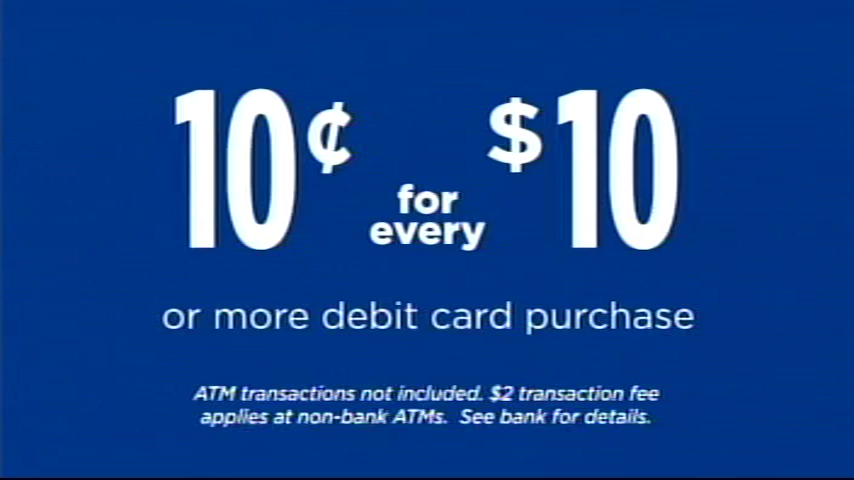 10¢ for every $10
or more debit card purchase
ATM transactions not included. $2 transaction fee
applies at non-bank ATMs. See bank for details.